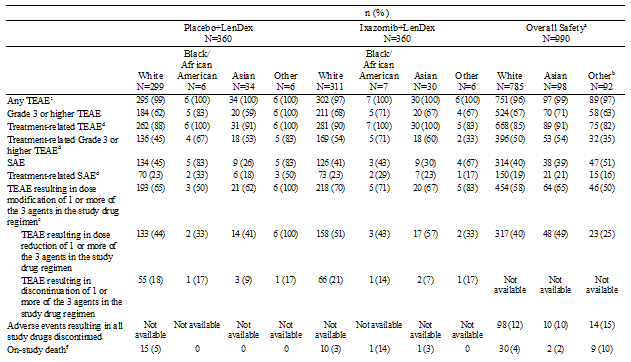 n (%)
Placebo+LenDex Ixazomib+LenDex Overall Safetyᵃ
N=360 N=360 N=990
Black/ Black/
African African
White American Asian Other White American Asian Other White Asian Otherᵇ
N=299 N=6 N=34 N=6 N=311 N=7 N=30 N=6 N=785 N=98 N=92
Any TEAEᶜ 295 (99) 6 (100) 34 (100) 6 (100) 302 (97) 7 (100) 30 (100) 6 (100) 751 (96) 97 (99) 89 (97)
Grade 3 or higher TEAE 184 (62) 5 (83) 20 (59) 6 (100) 211 (68) 5 (71) 20 (67) 4 (67) 524 (67) 70 (71) 58 (63)
Treatment-related TEAEᵈ 262 (88) 6 (100) 31 (91) 6 (100) 281 (90) 7 (100) 30 (100) 5 (83) 668 (85) 89 (91) 75 (82)
Treatment-related Grade 3 or 136 (45) 4 (67) 18 (53) 5 (83) 169 (54) 5 (71) 18 (60) 2 (33) 396 (50) 53 (54) 32 (35)
higher TEAEᵈ
SAE 134 (45) 5 (83) 9 (26) 5 (83) 126 (41) 3 (43) 9 (30) 4 (67) 314 (40) 38 (39) 47 (51)
Treatment-related SAEᵈ 70 (23) 2 (33) 6 (18) 3 (50) 73 (23) 2 (29) 7 (23) 1 (17) 150 (19) 21 (21) 15 (16)
TEAE resulting in dose 193 (65) 3 (50) 21 (62) 6 (100) 218 (70) 5 (71) 20 (67) 5 (83) 454 (58) 64 (65) 46 (50)
modification of 1 or more of
the 3 agents in the study drug
regimenᵉ
TEAE resulting in dose 133 (44) 2 (33) 14 (41) 6 (100) 158 (51) 3 (43) 17 (57) 2 (33) 317 (40) 48 (49) 23 (25)
reduction of 1 or more of
the 3 agents in the study
drug regimen
TEAE resulting in 55 (18) 1 (17) 3 (9) 1 (17) 66 (21) 1 (14) 2 (7) 1 (17) Not Not Not
discontinuation of 1 or available available available
more of the 3 agents in the
study drug regimen
Adverse events resulting in all Not Not available Not Not Not Not available Not Not 98 (12) 10 (10) 14 (15)
study drugs discontinued available available available available available available
On-study deathᶠ 15 (5) 0 0 0 10 (3) 1 (14) 1 (3) 0 30 (4) 2 (2) 9 (10)